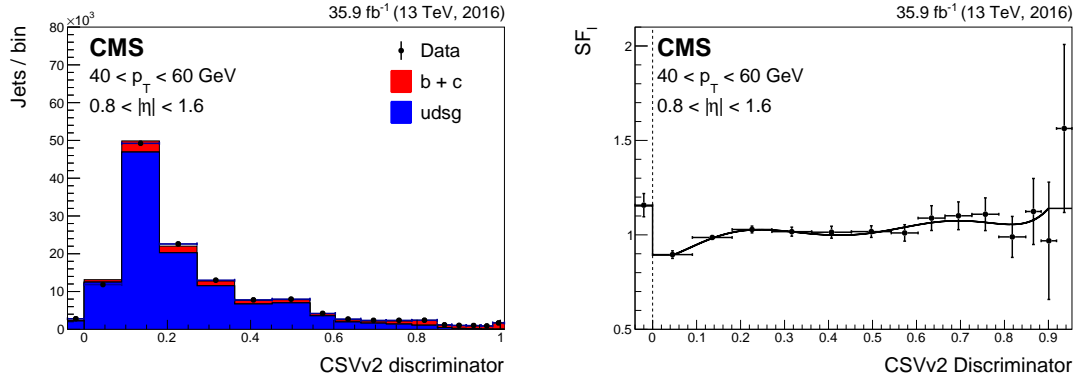 35.9 fb⁻¹ (13 TeV, 2016)
×10³
80
70
60
50
40
30
20
10
0
Jets / bin
CMS
40 < p_T < 60 GeV
0.8 < |η| < 1.6
Data
b + c
udsg
0 0.2 0.4 0.6 0.8 1
CSVv2 discriminator
35.9 fb⁻¹ (13 TeV, 2016)
SF_l
2
1.5
1
0.5
CMS
40 < p_T < 60 GeV
0.8 < |η| < 1.6
0 0.1 0.2 0.3 0.4 0.5 0.6 0.7 0.8 0.9
CSVv2 Discriminator